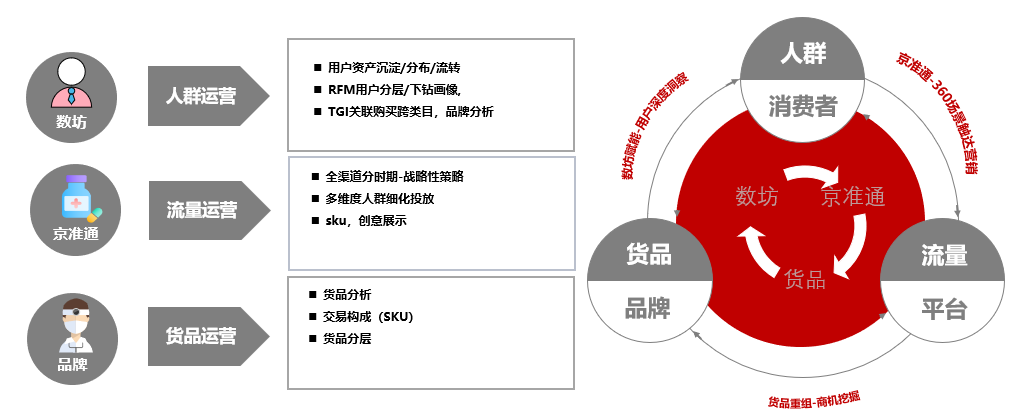 数坊
人群运营
用户资产沉淀/分布/流转
RFM用户分层/下钻画像,
TGI关联购买跨类目，品牌分析
京准通
流量运营
全渠道分时期-战略性策略
多维度人群细化投放
sku，创意展示
品牌
货品运营
货品分析
交易构成（SKU）
货品分层
人群
消费者
数坊赋能-用户深度洞察
京准通-360场景触达营销
数坊
京准通
货品
货品
品牌
流量
平台
货品重组-商机挖掘